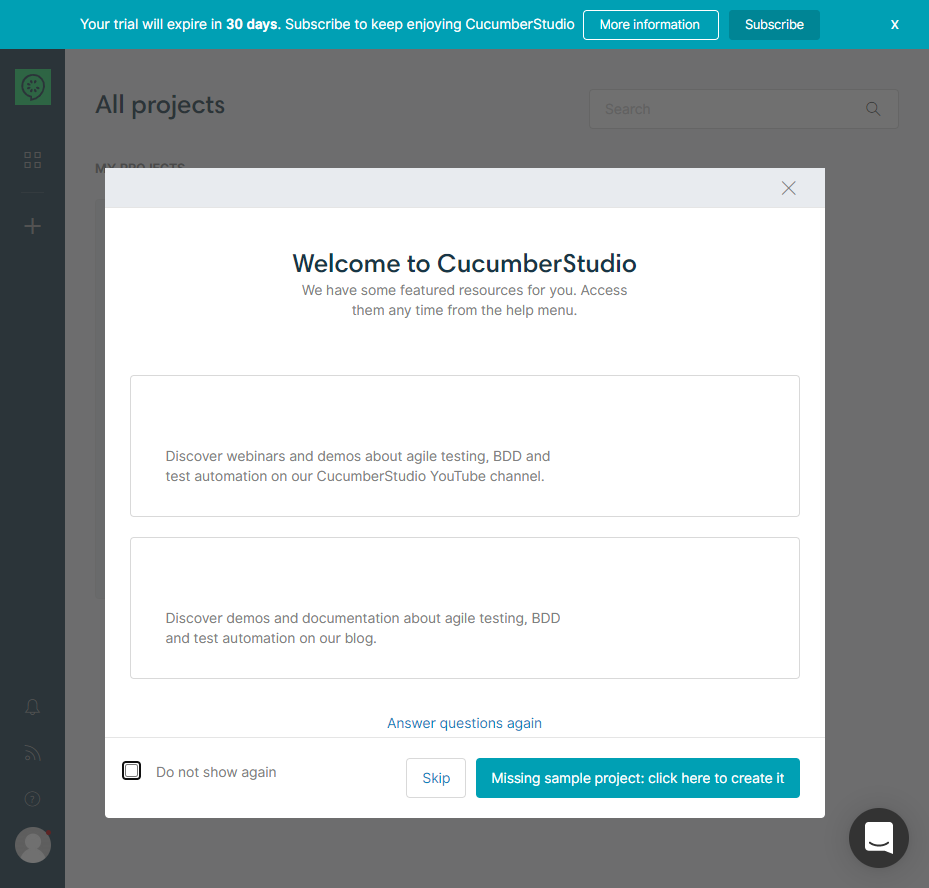 Your trial will expire in 30 days. Subscribe to keep enjoying CucumberStudio
More information
Subscribe
X
All projects
Search
MY PROJECTS
Welcome to CucumberStudio
We have some featured resources for you. Access
them any time from the help menu.
Discover webinars and demos about agile testing, BDD and
test automation on our CucumberStudio YouTube channel.
Discover demos and documentation about agile testing, BDD
and test automation on our blog.
Answer questions again
Do not show again
Skip
Missing sample project: click here to create it